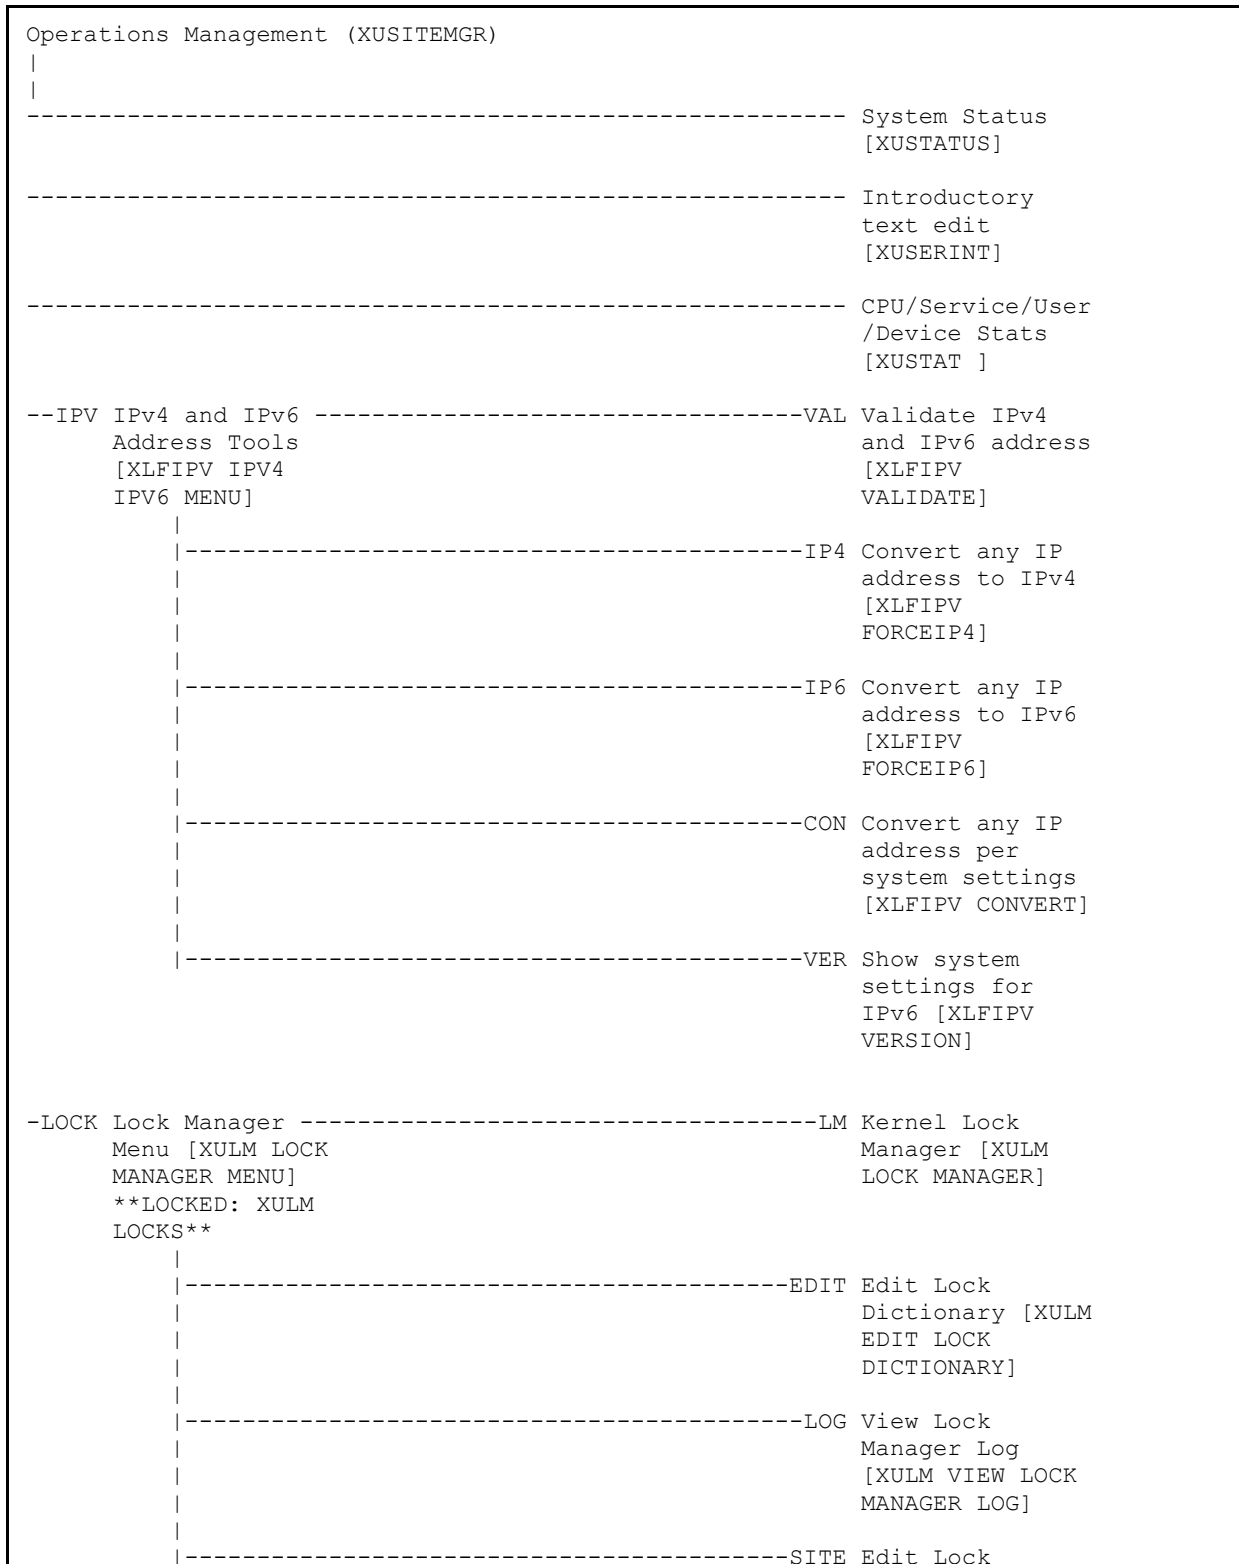 Operations Management (XUSITEMGR)
|
|
----------------------------------------------------------- System Status
                                                            [XUSTATUS]

----------------------------------------------------------- Introductory
                                                            text edit
                                                            [XUSERINT]

----------------------------------------------------------- CPU/Service/User
                                                            /Device Stats
                                                            [XUSTAT ]

--IPV IPv4 and IPv6 ----------------------------------VAL Validate IPv4
      Address Tools                                       and IPv6 address
      [XLFIPV IPV4                                        [XLFIPV
      IPV6 MENU]                                          VALIDATE]
          |
          |-------------------------------------------IP4 Convert any IP
          |                                               address to IPv4
          |                                               [XLFIPV
          |                                               FORCEIP4]
          |
          |-------------------------------------------IP6 Convert any IP
          |                                               address to IPv6
          |                                               [XLFIPV
          |                                               FORCEIP6]
          |
          |-------------------------------------------CON Convert any IP
          |                                               address per
          |                                               system settings
          |                                               [XLFIPV CONVERT]
          |
          |-------------------------------------------VER Show system
                                                          settings for
                                                          IPv6 [XLFIPV
                                                          VERSION]

-LOCK Lock Manager ------------------------------------LM Kernel Lock
      Menu [XULM LOCK                                     Manager [XULM
      MANAGER MENU]                                       LOCK MANAGER]
      **LOCKED: XULM
      LOCKS**
          |
          |------------------------------------------EDIT Edit Lock
          |                                               Dictionary [XULM
          |                                               EDIT LOCK
          |                                               DICTIONARY]
          |
          |-------------------------------------------LOG View Lock
          |                                               Manager Log
          |                                               [XULM VIEW LOCK
          |                                               MANAGER LOG]
          |
          |------------------------------------------SITE Edit Lock